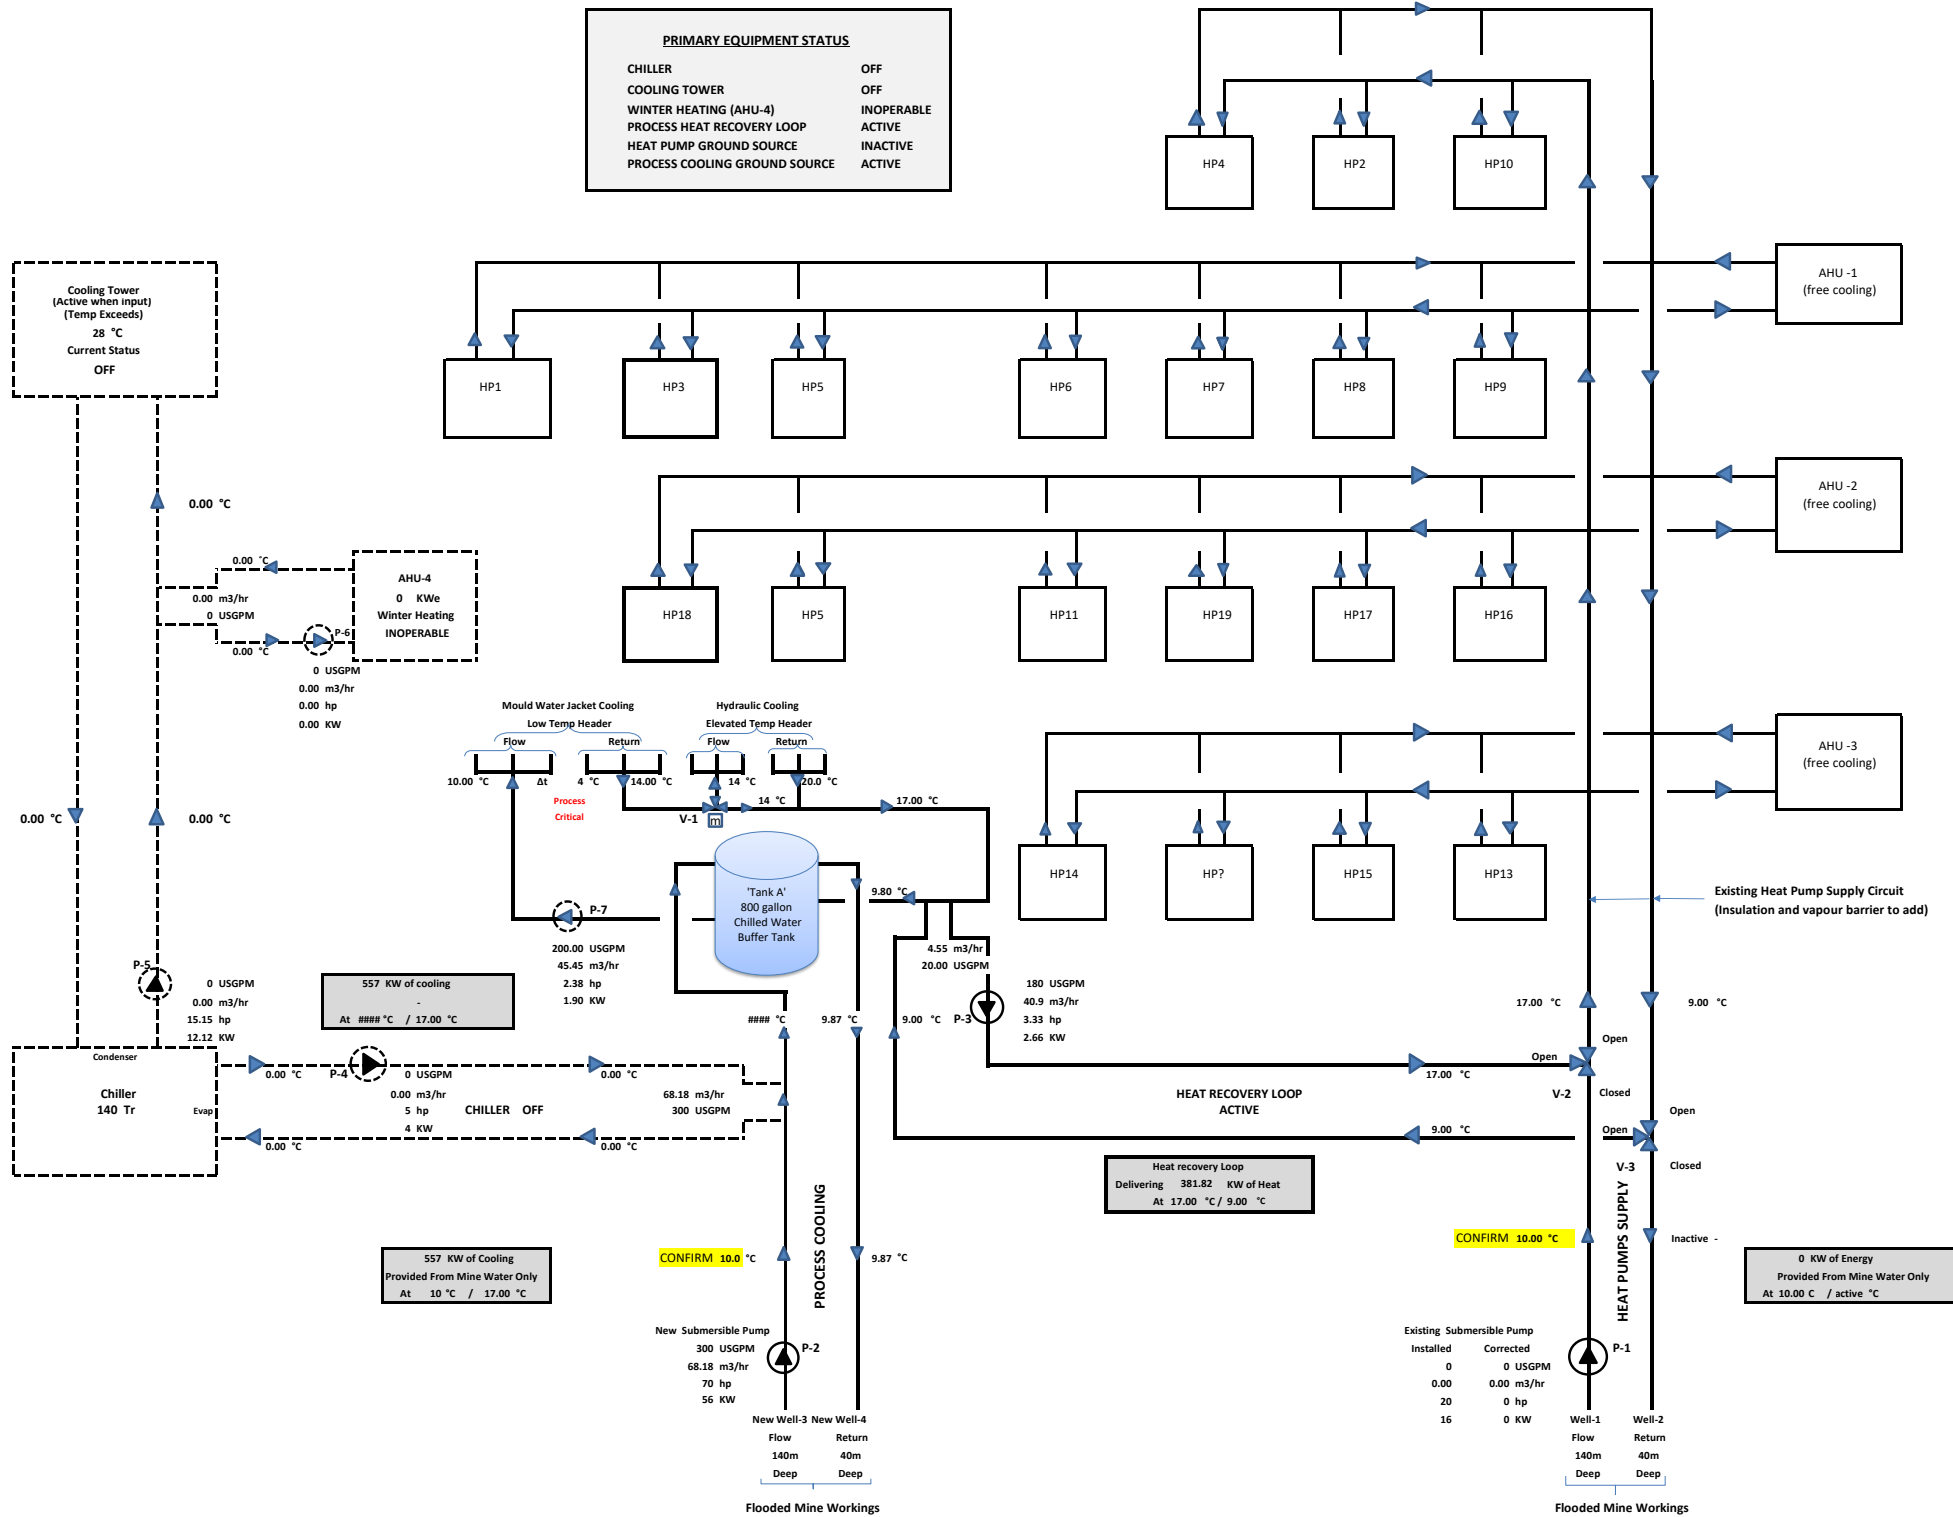 PRIMARY EQUIPMENT STATUS
CHILLER OFF
COOLING TOWER OFF
WINTER HEATING (AHU-4) INOPERABLE
PROCESS HEAT RECOVERY LOOP ACTIVE
HEAT PUMP GROUND SOURCE INACTIVE
PROCESS COOLING GROUND SOURCE ACTIVE
HP4 HP2 HP10
AHU -1
(free cooling)
HP1 HP3 HP5 HP6 HP7 HP8 HP9
Cooling Tower
(Active when input)
(Temp Exceeds)
28 °C
Current Status
OFF
AHU -2
(free cooling)
HP18 HP5 HP11 HP19 HP17 HP16
0.00 °C
0.00 °C
0.00 m3/hr
0 USGPM
P-6
0.00 °C
AHU-4
0 KWe
Winter Heating
INOPERABLE
0 USGPM
0.00 m3/hr
0.00 hp
0.00 KW
Mould Water Jacket Cooling
Low Temp Header
Flow Return
Hydraulic Cooling
Elevated Temp Header
Flow Return
10.00 °C Δt 4 °C 14.00 °C 14 °C 20.0 °C
Process
Critical
14 °C 17.00 °C
V-1
m
AHU -3
(free cooling)
HP14 HP? HP15 HP13
0.00 °C 0.00 °C
'Tank A'
800 gallon
Chilled Water
Buffer Tank
9.80 °C
P-7
200.00 USGPM
45.45 m3/hr
2.38 hp
1.90 KW
4.55 m3/hr
20.00 USGPM
Existing Heat Pump Supply Circuit
(Insulation and vapour barrier to add)
P-5
0 USGPM
0.00 m3/hr
15.15 hp
12.12 KW
557 KW of cooling
-
At #### °C / 17.00 °C
#### °C 9.87 °C 9.00 °C
P-3
180 USGPM
40.9 m3/hr
3.33 hp
2.66 KW
17.00 °C 9.00 °C
Condenser
Chiller
140 Tr
Evap
0.00 °C
P-4
0 USGPM
0.00 m3/hr
5 hp
4 KW
CHILLER OFF
0.00 °C
0.00 °C 0.00 °C
68.18 m3/hr
300 USGPM
Open
Open
17.00 °C
V-2 Closed
HEAT RECOVERY LOOP
ACTIVE
Open
Open
9.00 °C
V-3 Closed
Heat recovery Loop
Delivering 381.82 KW of Heat
At 17.00 °C / 9.00 °C
PROCESS COOLING
HEAT PUMPS SUPPLY
557 KW of Cooling
Provided From Mine Water Only
At 10 °C / 17.00 °C
CONFIRM 10.0 °C
9.87 °C
CONFIRM 10.00 °C
Inactive -
0 KW of Energy
Provided From Mine Water Only
At 10.00 C / active °C
New Submersible Pump
300 USGPM
68.18 m3/hr
70 hp
56 KW
P-2
Existing Submersible Pump
Installed Corrected
0 0 USGPM
0.00 0.00 m3/hr
20 0 hp
16 0 KW
P-1
New Well-3 New Well-4
Flow Return
140m 40m
Deep Deep
Flooded Mine Workings
Well-1 Well-2
Flow Return
140m 40m
Deep Deep
Flooded Mine Workings